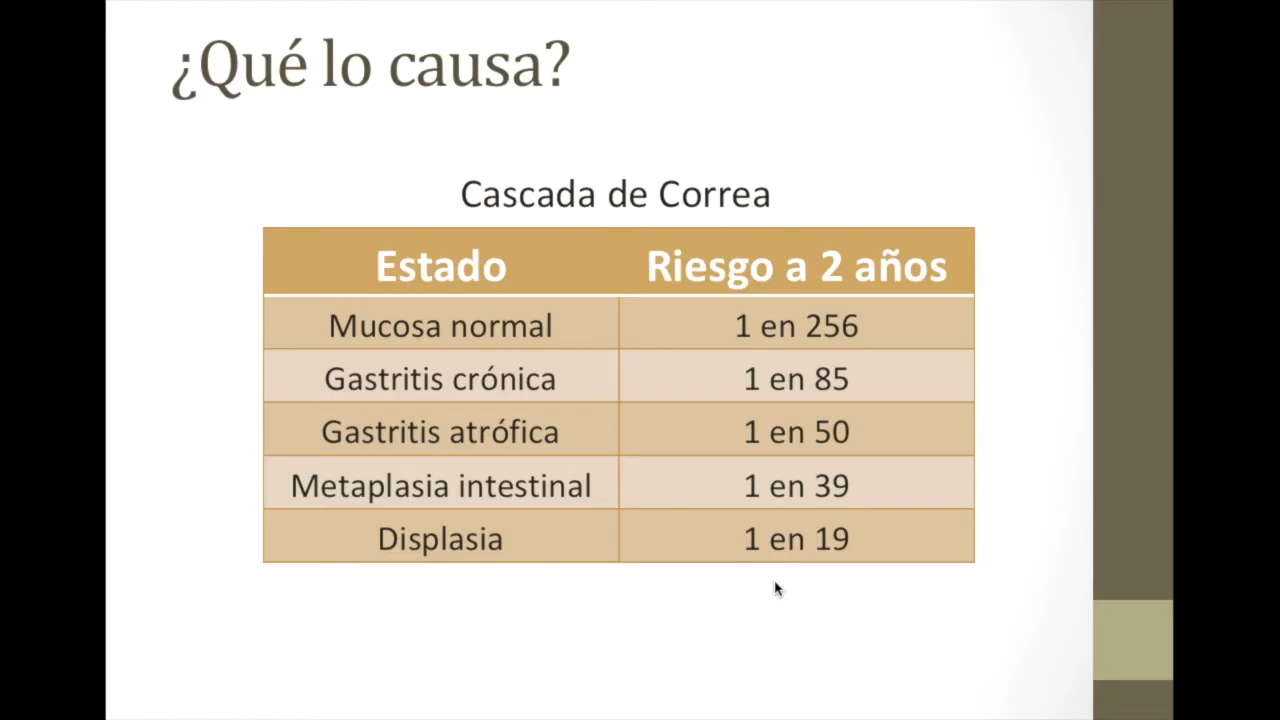 ¿Qué lo causa?
Cascada de Correa
Estado Riesgo a 2 años
Mucosa normal 1 en 256
Gastritis crónica 1 en 85
Gastritis atrófica 1 en 50
Metaplasia intestinal 1 en 39
Displasia 1 en 19